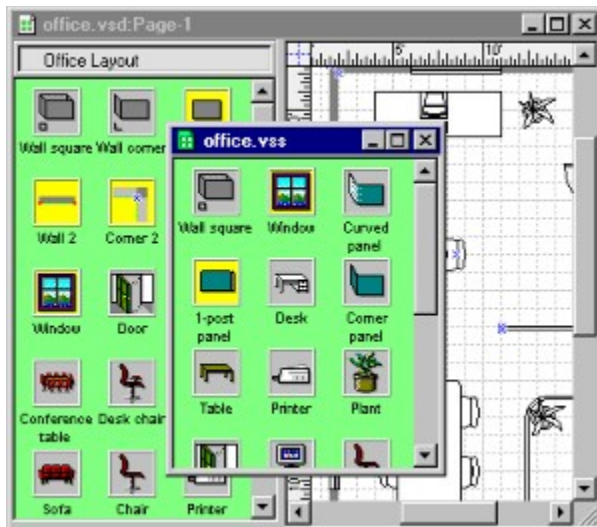 office.vsd:Page-1
Office Layout
5' 10'
Wall square Wall corner
Wall 2 Corner 2
Window Door
Conference table Desk chair
Sofa Chair Printer
office.vss
Wall square Window Curved panel
1-post panel Desk Corner panel
Table Printer Plant